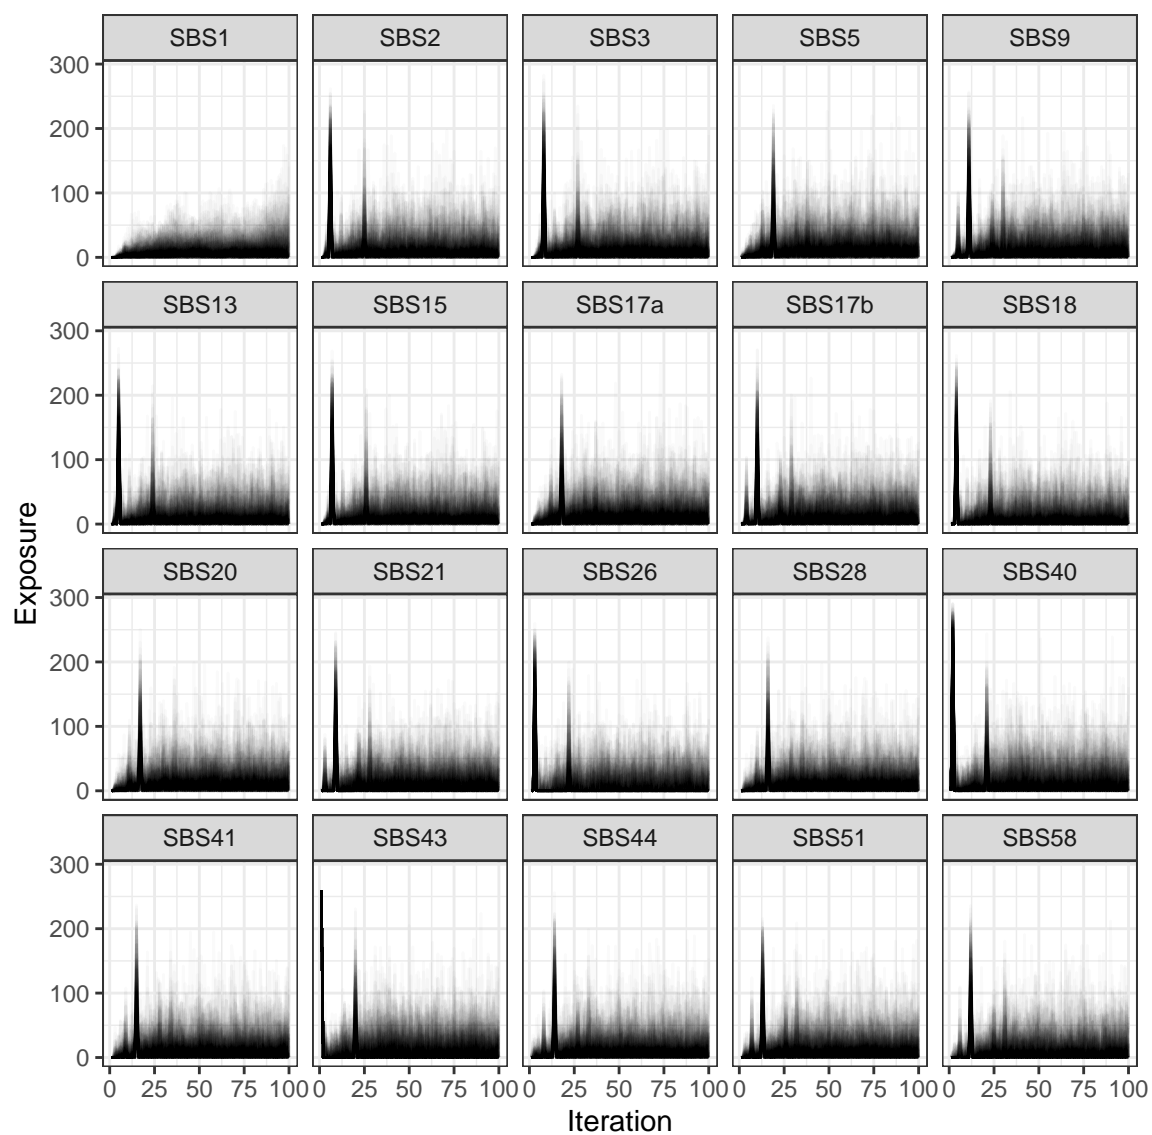 SBS1 SBS2 SBS3 SBS5 SBS9
300
200
100
0
SBS13 SBS15 SBS17a SBS17b SBS18
300
200
100
0
SBS20 SBS21 SBS26 SBS28 SBS40
300
200
100
0
SBS41 SBS43 SBS44 SBS51 SBS58
300
200
100
0
0 25 50 75 100 0 25 50 75 100 0 25 50 75 100 0 25 50 75 100 0 25 50 75 100
Iteration
Exposure